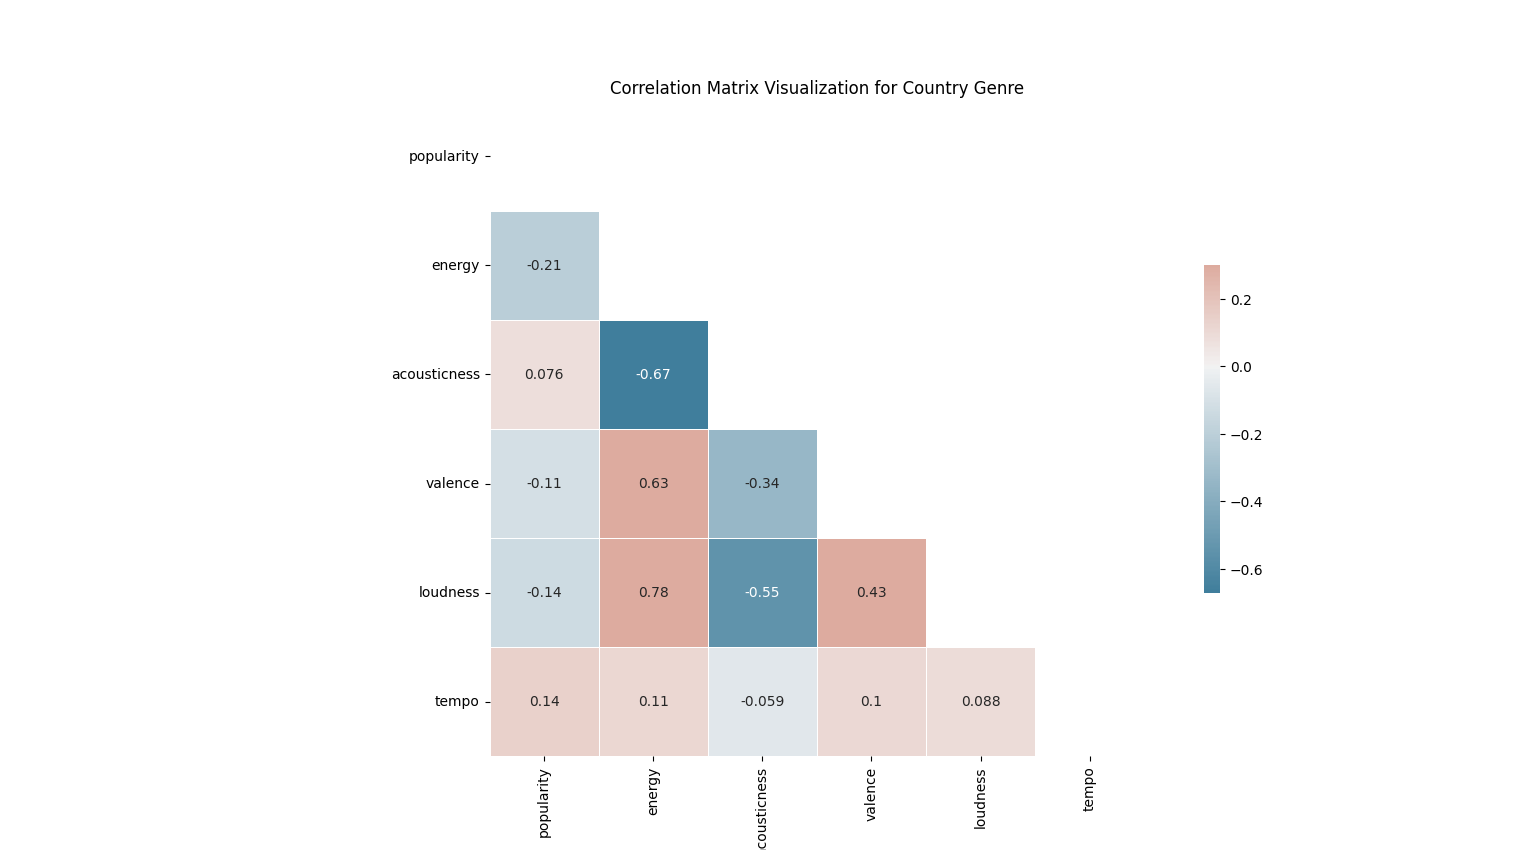 Correlation Matrix Visualization for Country Genre
popularity
energy
-0.21
acousticness
0.076
-0.67
valence
-0.11
0.63
-0.34
loudness
-0.14
0.78
-0.55
0.43
tempo
0.14
0.11
-0.059
0.1
0.088
popularity
energy
cousticness
valence
loudness
tempo
0.2
0.0
−0.2
−0.4
−0.6